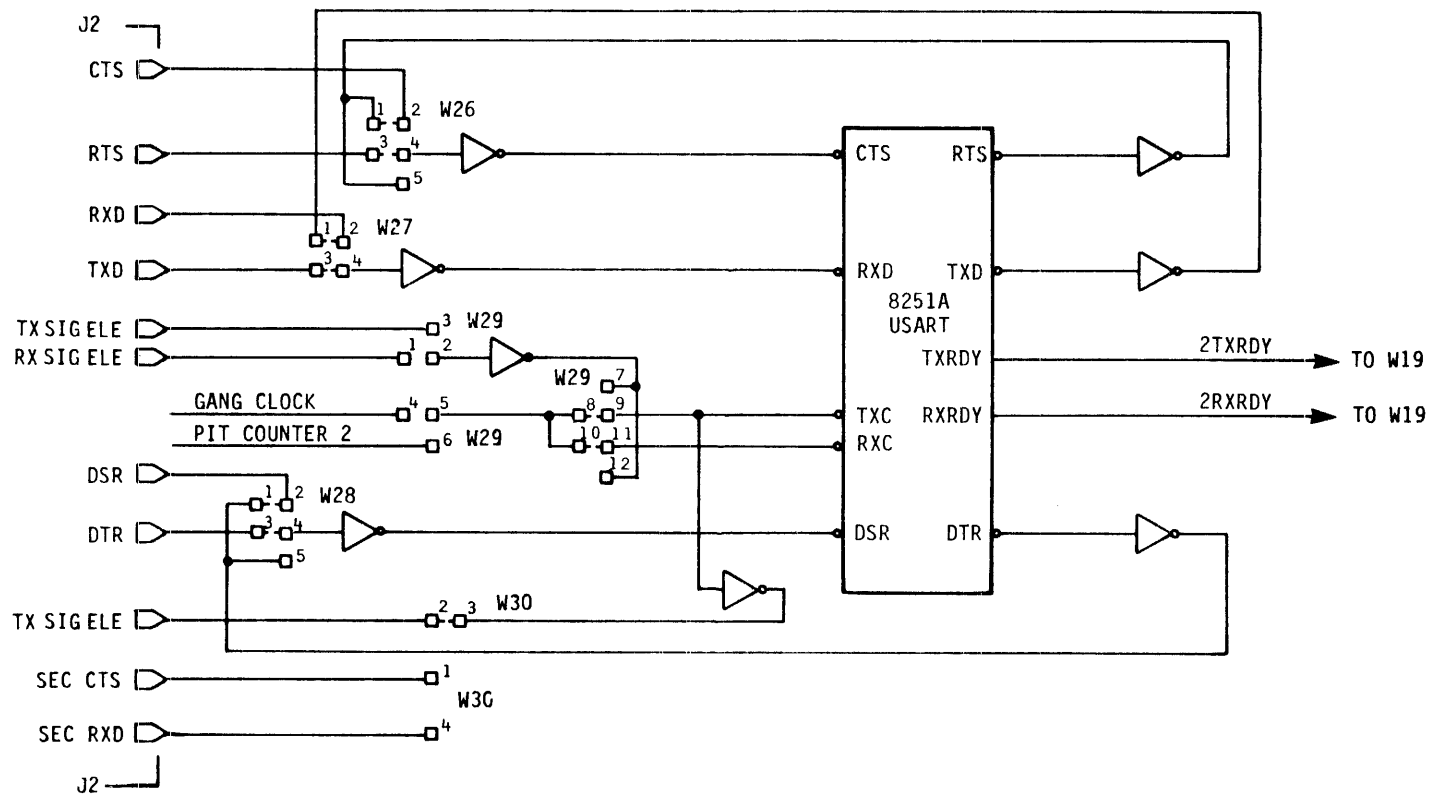 J2
CTS
1 2 W26
RTS
3 4
5
CTS RTS
RXD
1 2 W27
TXD
3 4
RXD TXD
8251A
USART
TX SIG ELE
3 W29
RX SIG ELE
1 2
TXRDY
2TXRDY TO W19
W29 7
GANG CLOCK
4 5
8 9
TXC RXRDY
2RXRDY TO W19
PIT COUNTER 2
6 W29
10 11
RXC
12
DSR
1 2 W28
DTR
3 4
5
DSR DTR
TX SIG ELE
2 3 W30
SEC CTS
1
W30
SEC RXD
4
J2